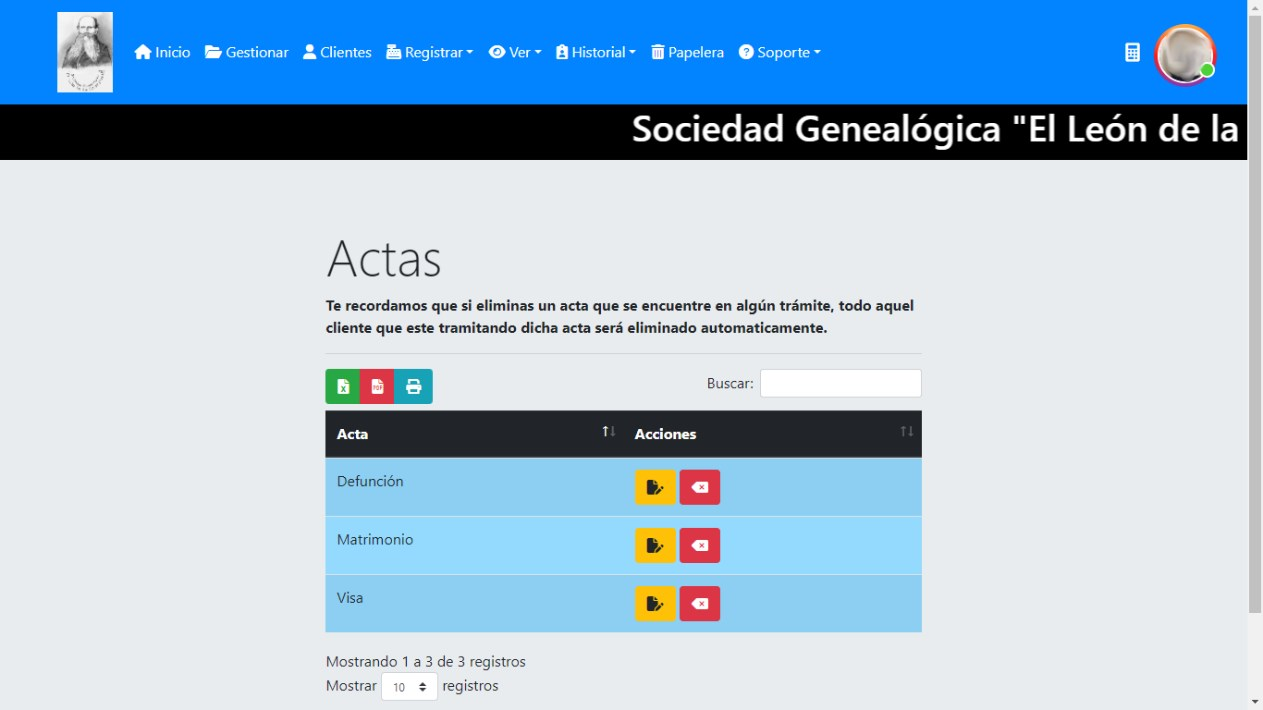 Inicio Gestionar Clientes Registrar Ver Historial Papelera Soporte
Sociedad Genealógica "El León de la
Actas
Te recordamos que si eliminas un acta que se encuentre en algún trámite, todo aquel
cliente que este tramitando dicha acta será eliminado automaticamente.
Buscar:
Acta Acciones
Defunción
Matrimonio
Visa
Mostrando 1 a 3 de 3 registros
Mostrar 10 registros